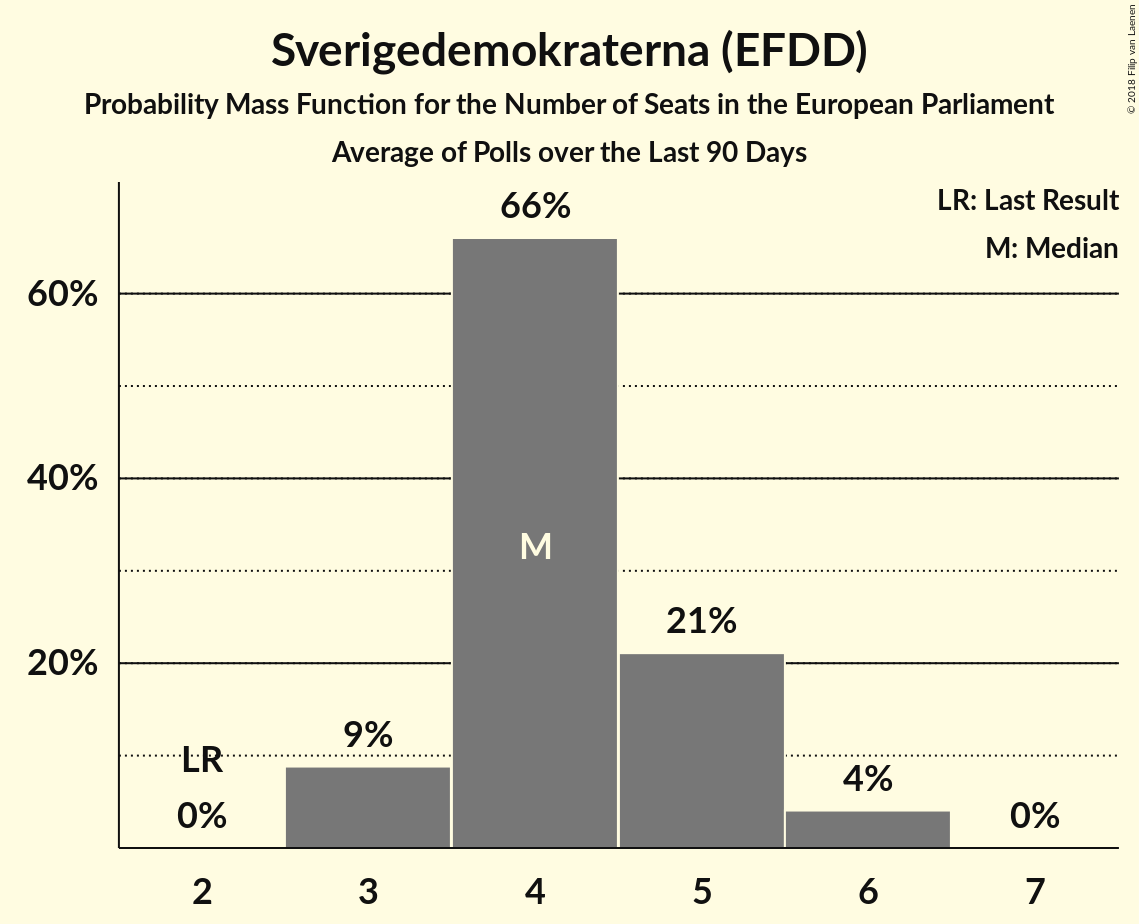 Sverigedemokraterna (EFDD)
Probability Mass Function for the Number of Seats in the European Parliament
Average of Polls over the Last 90 Days
© 2018 Filip van Laenen
LR: Last Result
M: Median
66%
60%
40%
M
21%
20%
9%
LR
4%
0%
0%
2 3 4 5 6 7